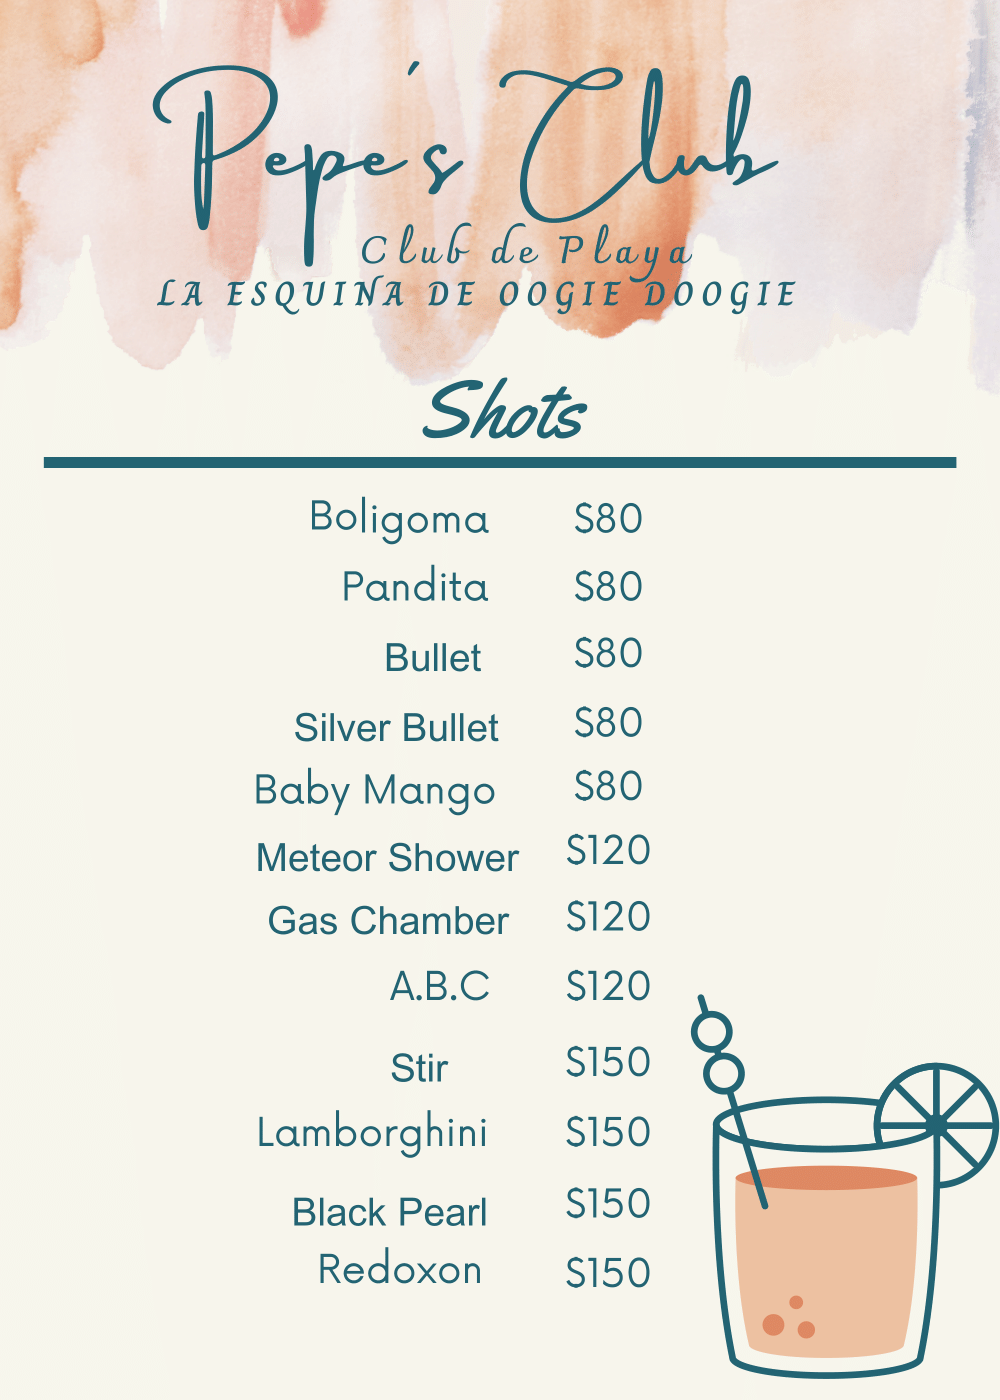 Pepe's Club
Club de Playa
LA ESQUINA DE OOGIE DOOGIE
Shots
Boligoma $80
Pandita $80
Bullet $80
Silver Bullet $80
Baby Mango $80
Meteor Shower $120
Gas Chamber $120
A.B.C $120
Stir $150
Lamborghini $150
Black Pearl $150
Redoxon $150